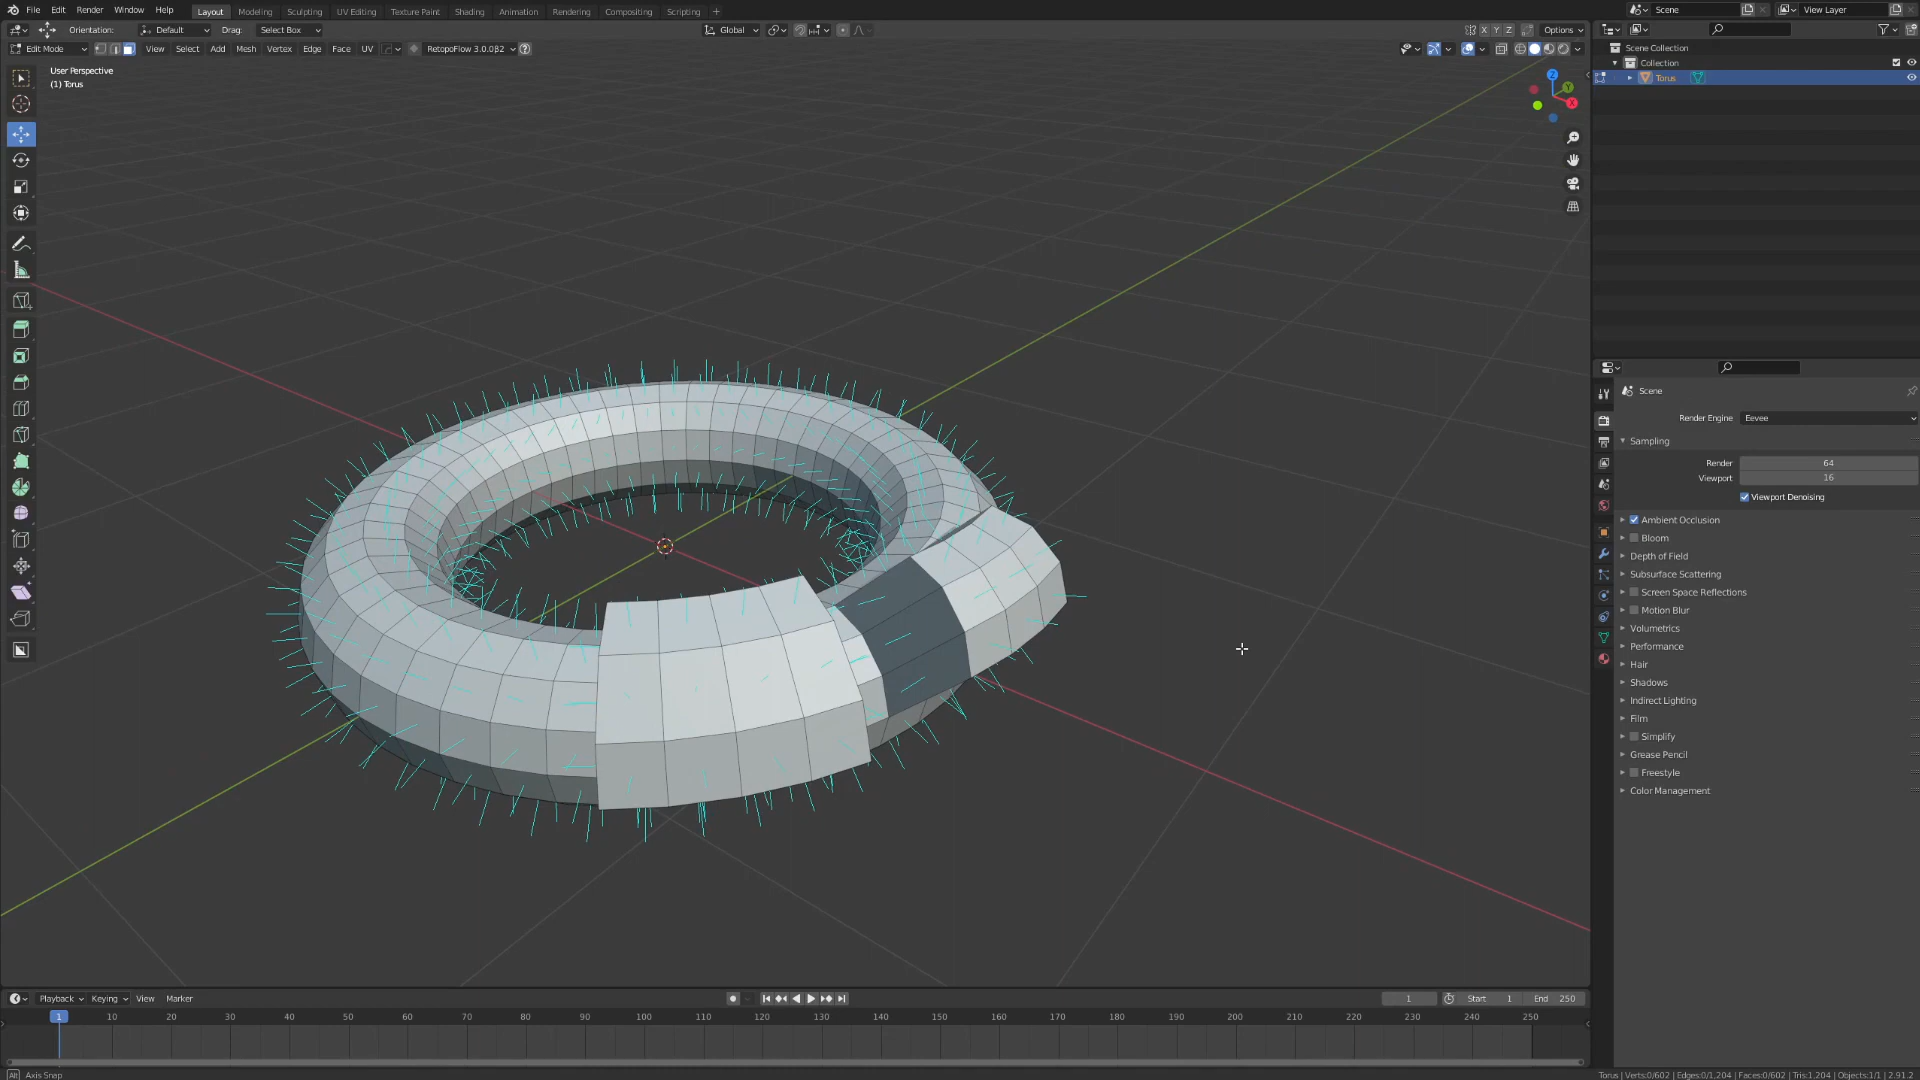 File Edit Render Window Help Layout Modeling Sculpting UV Editing Texture Paint Shading Animation Rendering Compositing Scripting + Scene View Layer
Orientation: Default Drag: Select Box Global X Y Z Options
Edit Mode View Select Add Mesh Vertex Edge Face UV RetopoFlow 3.0.0β2
User Perspective
(1) Torus
Z
Y
X
Scene Collection
Collection
Torus
Scene
Render Engine Eevee
Sampling
Render 64
Viewport 16
Viewport Denoising
Ambient Occlusion
Bloom
Depth of Field
Subsurface Scattering
Screen Space Reflections
Motion Blur
Volumetrics
Performance
Hair
Shadows
Indirect Lighting
Film
Simplify
Grease Pencil
Freestyle
Color Management
Playback Keying View Marker 1 Start 1 End 250
1 10 20 30 40 50 60 70 80 90 100 110 120 130 140 150 160 170 180 190 200 210 220 230 240 250
Alt Axis Snap
Torus | Verts:0/602 | Edges:0/1,204 | Faces:0/602 | Tris:1,204 | Objects:1/1 | 2.91.2